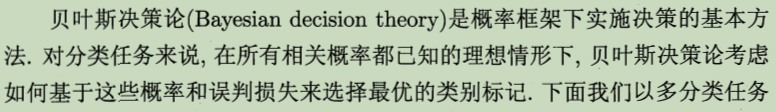 贝叶斯决策论(Bayesian decision theory)是概率框架下实施决策的基本方
法. 对分类任务来说, 在所有相关概率都已知的理想情形下, 贝叶斯决策论考虑
如何基于这些概率和误判损失来选择最优的类别标记. 下面我们以多分类任务